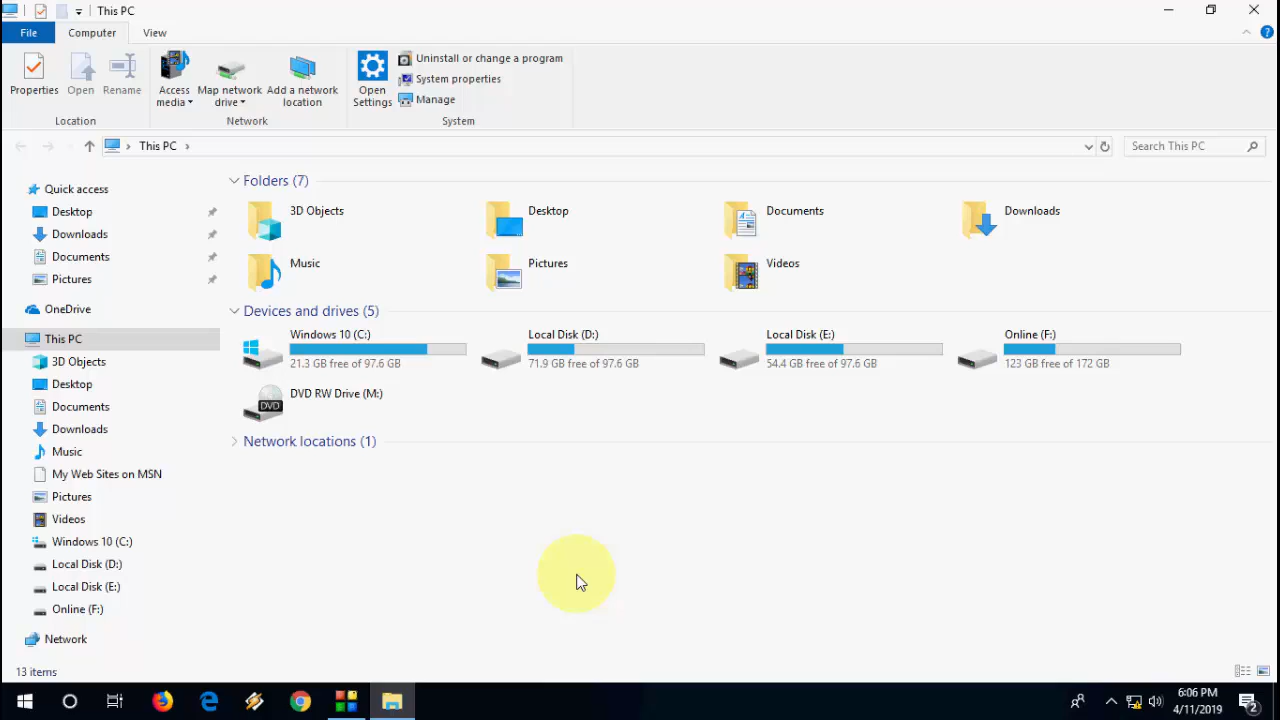 This PC
File Computer View
Properties Open Rename Access media Map network drive Add a network location Open Settings Uninstall or change a program
System properties
Manage
Location Network System
This PC Search This PC
Quick access
Desktop
Downloads
Documents
Pictures
OneDrive
This PC
3D Objects
Desktop
Documents
Downloads
Music
My Web Sites on MSN
Pictures
Videos
Windows 10 (C:)
Local Disk (D:)
Local Disk (E:)
Online (F:)
Network
Folders (7)
3D Objects Desktop Documents Downloads
Music Pictures Videos
Devices and drives (5)
Windows 10 (C:) Local Disk (D:) Local Disk (E:) Online (F:)
21.3 GB free of 97.6 GB 71.9 GB free of 97.6 GB 54.4 GB free of 97.6 GB 123 GB free of 172 GB
DVD RW Drive (M:)
DVD
Network locations (1)
13 items
6:06 PM
4/11/2019
2